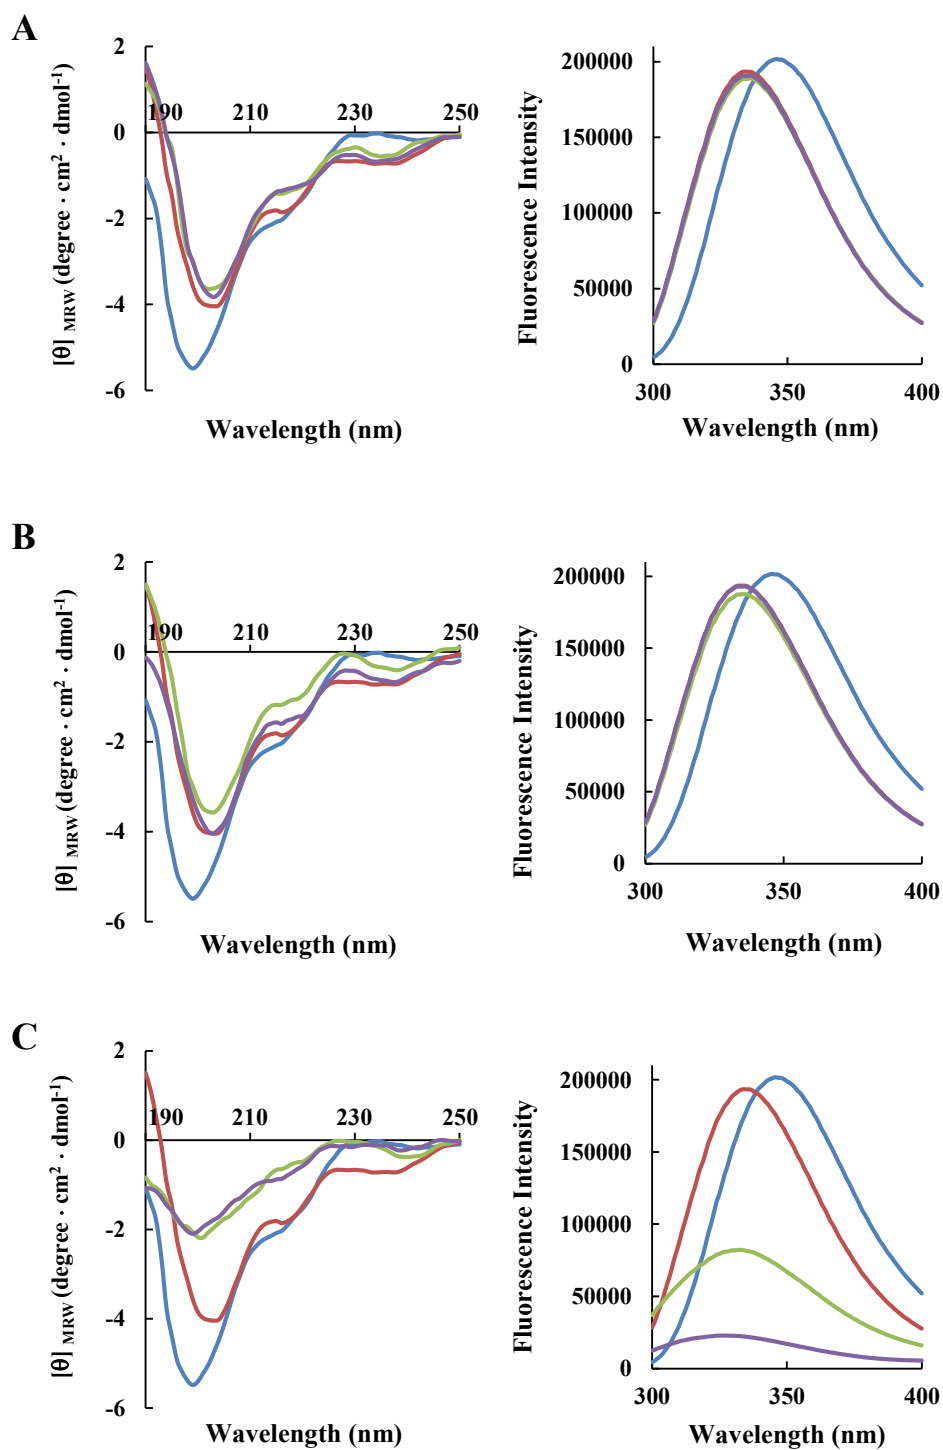 A
2
0
-2
-4
-6
190 210 230 250
[θ] MRW (degree · cm² · dmol⁻¹)
Wavelength (nm)
200000
150000
100000
50000
0
300 350 400
Fluorescence Intensity
Wavelength (nm)
B
2
0
-2
-4
-6
190 210 230 250
[θ] MRW (degree · cm² · dmol⁻¹)
Wavelength (nm)
200000
150000
100000
50000
0
300 350 400
Fluorescence Intensity
Wavelength (nm)
C
2
0
-2
-4
-6
190 210 230 250
[θ] MRW (degree · cm² · dmol⁻¹)
Wavelength (nm)
200000
150000
100000
50000
0
300 350 400
Fluorescence Intensity
Wavelength (nm)